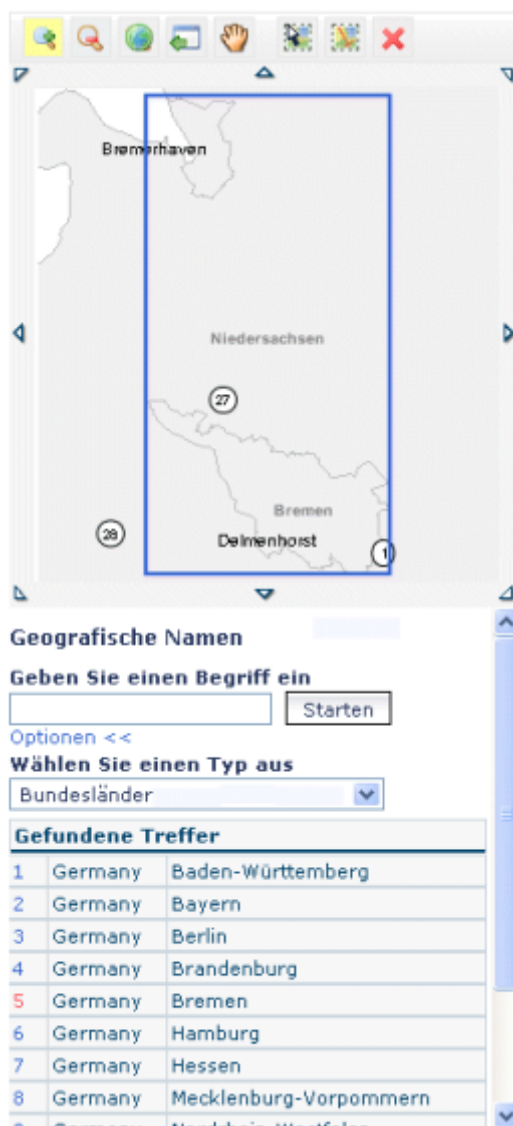 Bremerhaven
Niedersachsen
27
Bremen
28
Delmenhorst
1
Geografische Namen
Geben Sie einen Begriff ein
Starten
Optionen <<
Wählen Sie einen Typ aus
Bundesländer
Gefundene Treffer
1 Germany Baden-Württemberg
2 Germany Bayern
3 Germany Berlin
4 Germany Brandenburg
5 Germany Bremen
6 Germany Hamburg
7 Germany Hessen
8 Germany Mecklenburg-Vorpommern